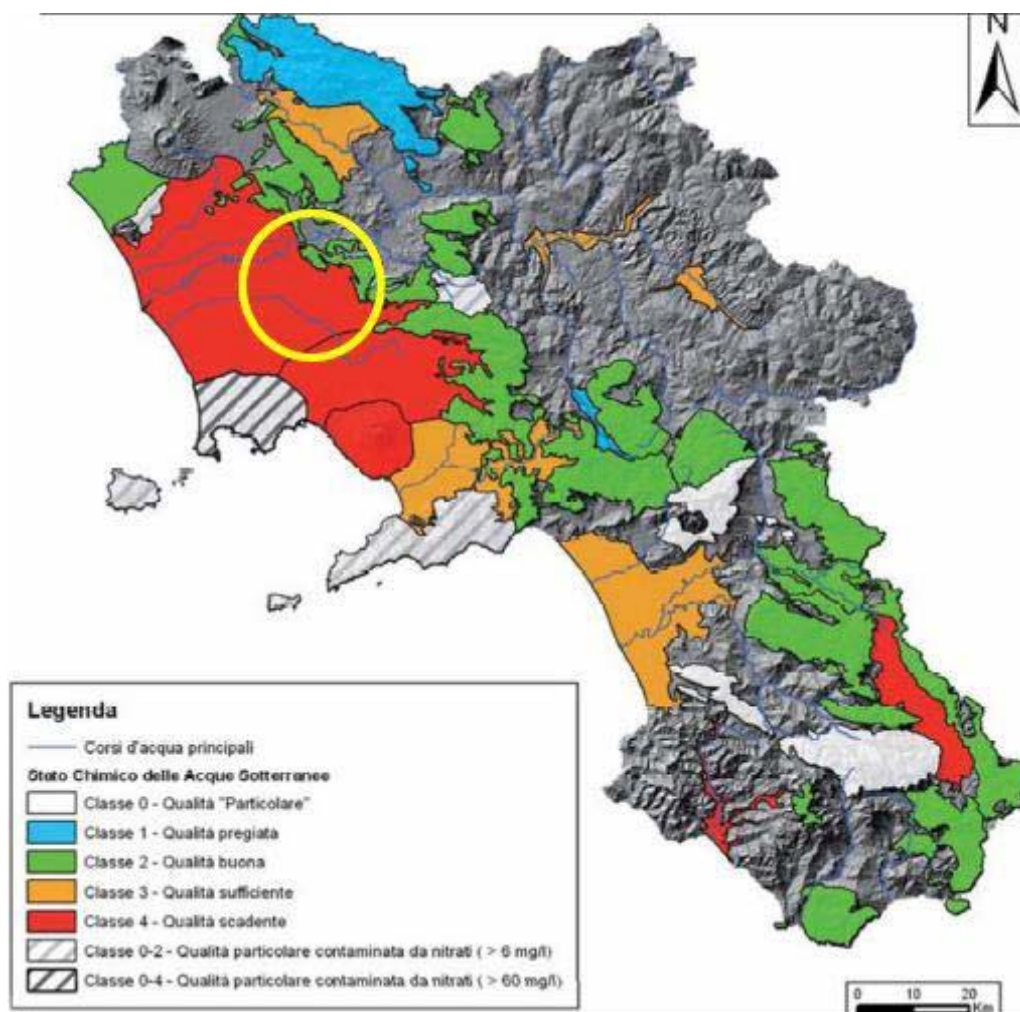 N
Legenda
Corsi d'acqua principali
Stato Chimico delle Acque Sotterranee
Classe 0 - Qualità "Particolare"
Classe 1 - Qualità pregiata
Classe 2 - Qualità buona
Classe 3 - Qualità sufficiente
Classe 4 - Qualità scadente
Classe 0-2 - Qualità particolare contaminata da nitrati ( > 6 mg/l)
Classe 0-4 - Qualità particolare contaminata da nitrati ( > 60 mg/l)
0 10 20
Km